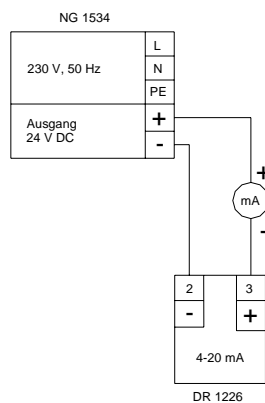 NG 1534
L
230 V, 50 Hz
N
PE
Ausgang
24 V DC
+
-
+
mA
-
2
3
-
+
4-20 mA
DR 1226